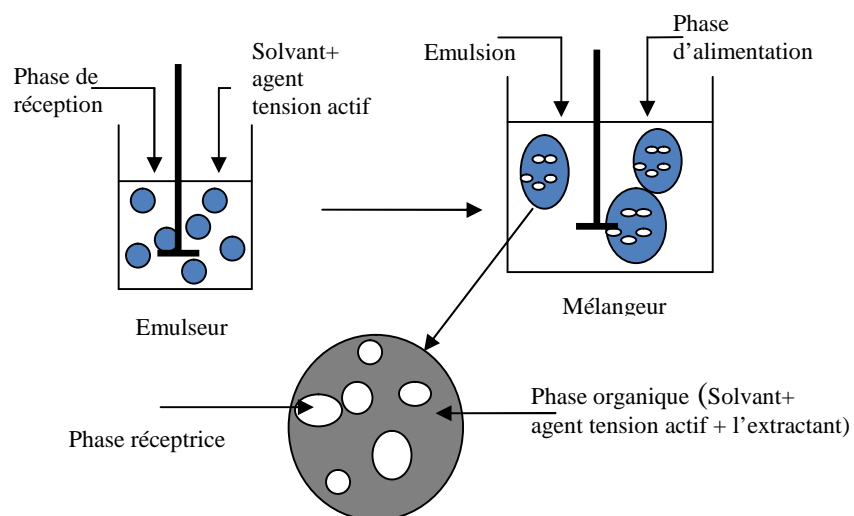 Phase de
réception
Solvant+
agent
tension actif
Emulsion
Phase
d'alimentation
Emulseur
Mélangeur
Phase réceptrice
Phase organique (Solvant+
agent tension actif + l'extractant)